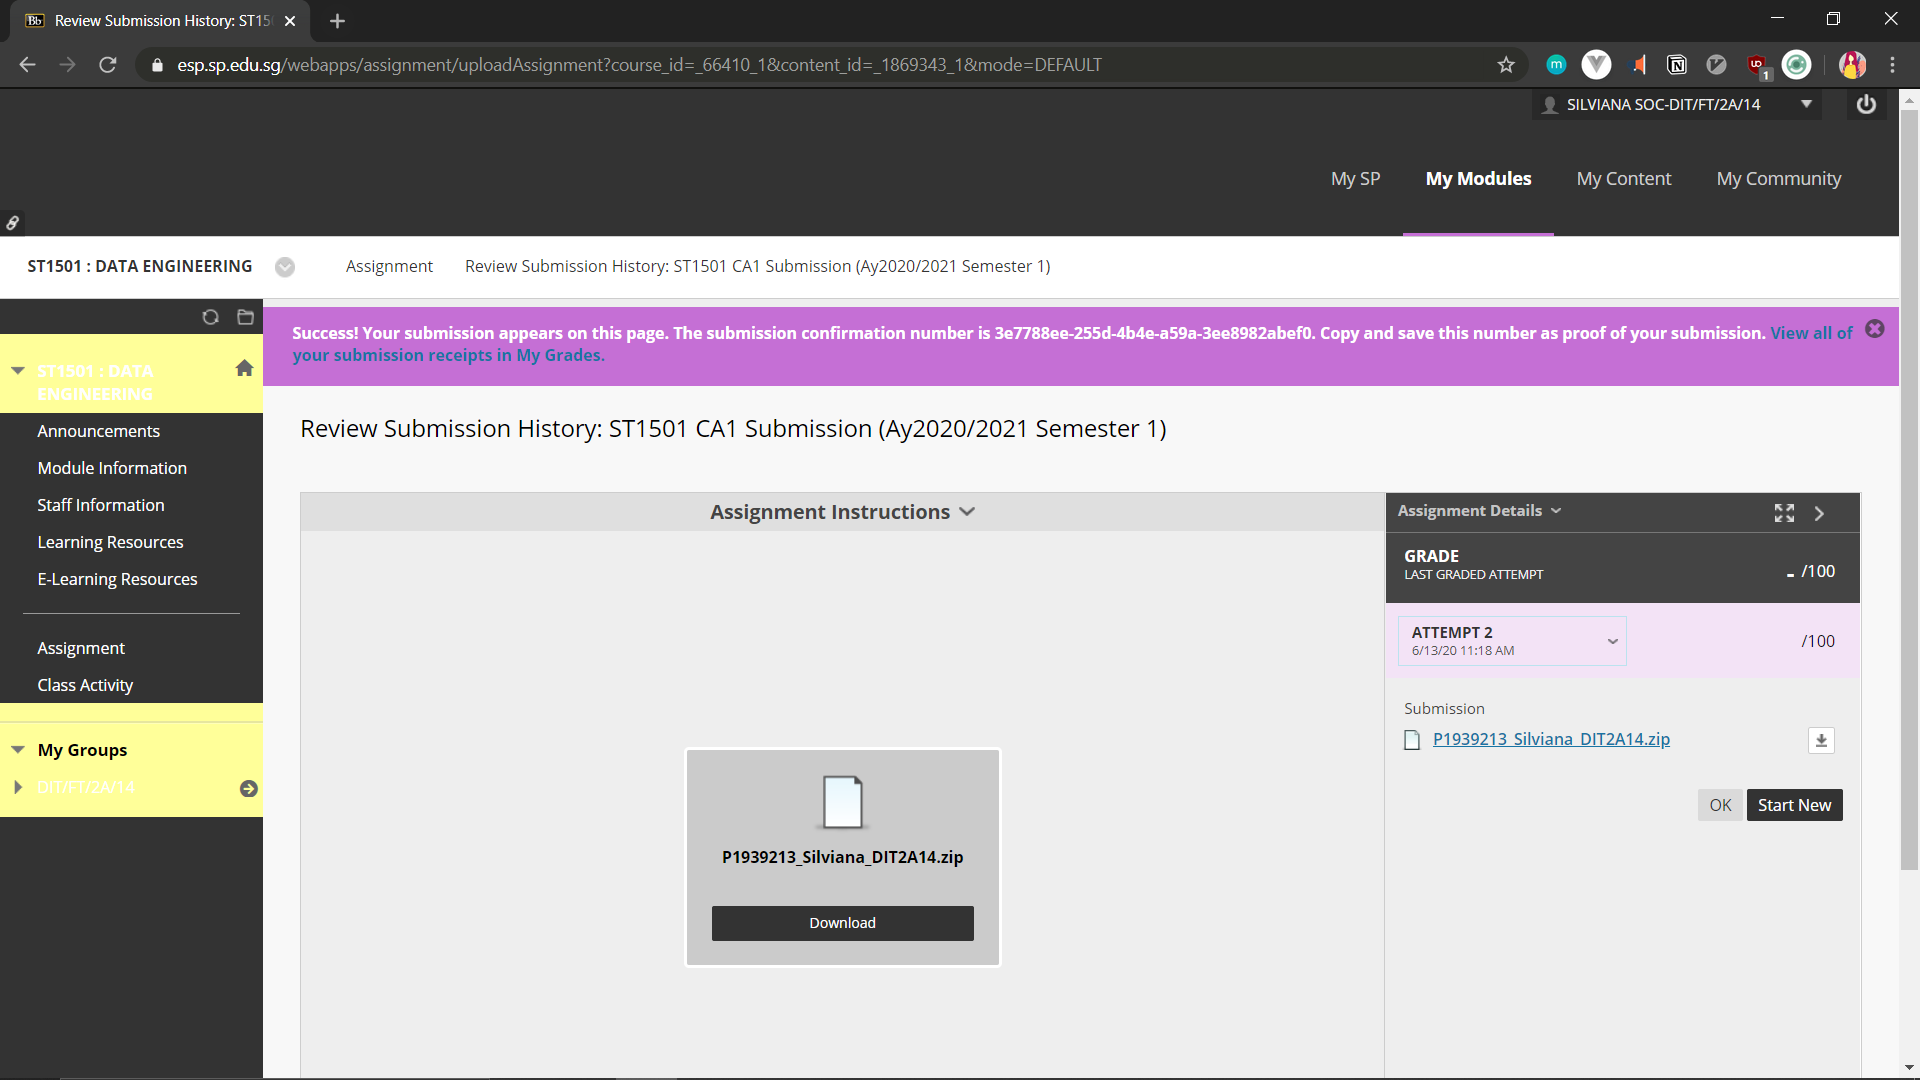 Review Submission History: ST15
esp.sp.edu.sg/webapps/assignment/uploadAssignment?course_id=_66410_1&content_id=_1869343_1&mode=DEFAULT
SILVIANA SOC-DIT/FT/2A/14
My SP
My Modules
My Content
My Community
ST1501 : DATA ENGINEERING
Assignment
Review Submission History: ST1501 CA1 Submission (Ay2020/2021 Semester 1)
Success! Your submission appears on this page. The submission confirmation number is 3e7788ee-255d-4b4e-a59a-3ee8982abef0. Copy and save this number as proof of your submission. View all of
your submission receipts in My Grades.
ST1501 : DATA
ENGINEERING
Announcements
Module Information
Staff Information
Learning Resources
E-Learning Resources
Assignment
Class Activity
My Groups
DIT/FT/2A/14
Review Submission History: ST1501 CA1 Submission (Ay2020/2021 Semester 1)
Assignment Instructions
P1939213_Silviana_DIT2A14.zip
Download
Assignment Details
GRADE
LAST GRADED ATTEMPT
- /100
ATTEMPT 2
6/13/20 11:18 AM
/100
Submission
P1939213_Silviana_DIT2A14.zip
OK
Start New